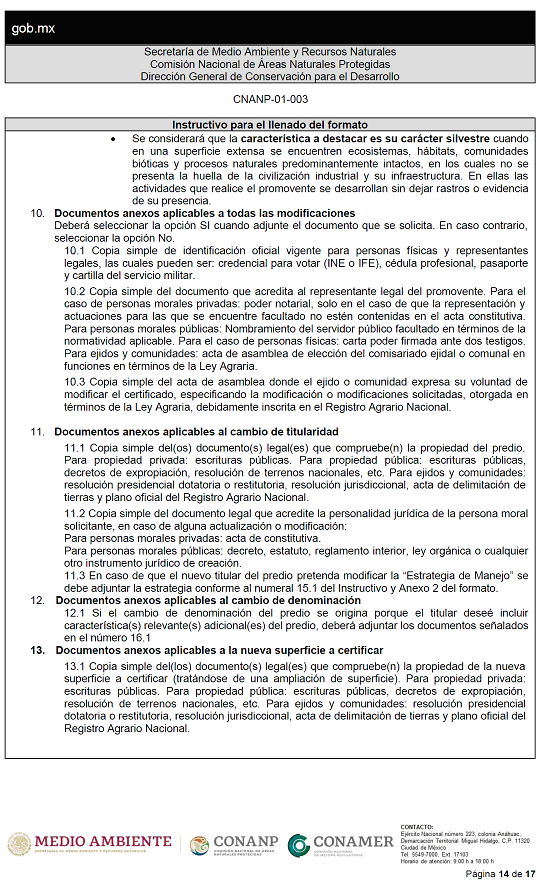 gob.mx
Secretaría de Medio Ambiente y Recursos Naturales
Comisión Nacional de Áreas Naturales Protegidas
Dirección General de Conservación para el Desarrollo
CNANP-01-003
Instructivo para el llenado del formato
• Se considerará que la característica a destacar es su carácter silvestre cuando
en una superficie extensa se encuentren ecosistemas, hábitats, comunidades
bióticas y procesos naturales predominantemente intactos, en los cuales no se
presenta la huella de la civilización industrial y su infraestructura. En ellas las
actividades que realice el promovente se desarrollan sin dejar rastros o evidencia
de su presencia.
10. Documentos anexos aplicables a todas las modificaciones
Deberá seleccionar la opción SI cuando adjunte el documento que se solicita. En caso contrario,
seleccionar la opción No.
10.1 Copia simple de identificación oficial vigente para personas físicas y representantes
legales, las cuales pueden ser: credencial para votar (INE o IFE), cédula profesional, pasaporte
y cartilla del servicio militar.
10.2 Copia simple del documento que acredita al representante legal del promovente. Para el
caso de personas morales privadas: poder notarial, solo en el caso de que la representación y
actuaciones para las que se encuentre facultado no estén contenidas en el acta constitutiva.
Para personas morales públicas: Nombramiento del servidor público facultado en términos de la
normatividad aplicable. Para el caso de personas físicas: carta poder firmada ante dos testigos.
Para ejidos y comunidades: acta de asamblea de elección del comisariado ejidal o comunal en
funciones en términos de la Ley Agraria.
10.3 Copia simple del acta de asamblea donde el ejido o comunidad expresa su voluntad de
modificar el certificado, especificando la modificación o modificaciones solicitadas, otorgada en
términos de la Ley Agraria, debidamente inscrita en el Registro Agrario Nacional.
11. Documentos anexos aplicables al cambio de titularidad
11.1 Copia simple del(os) documento(s) legal(es) que compruebe(n) la propiedad del predio.
Para propiedad privada: escrituras públicas. Para propiedad pública: escrituras públicas,
decretos de expropiación, resolución de terrenos nacionales, etc. Para ejidos y comunidades:
resolución presidencial dotatoria o restitutoria, resolución jurisdiccional, acta de delimitación de
tierras y plano oficial del Registro Agrario Nacional.
11.2 Copia simple del documento legal que acredite la personalidad jurídica de la persona moral
solicitante, en caso de alguna actualización o modificación:
Para personas morales privadas: acta de constitutiva.
Para personas morales públicas: decreto, estatuto, reglamento interior, ley orgánica o cualquier
otro instrumento jurídico de creación.
11.3 En caso de que el nuevo titular del predio pretenda modificar la “Estrategia de Manejo” se
debe adjuntar la estrategia conforme al numeral 15.1 del Instructivo y Anexo 2 del formato.
12. Documentos anexos aplicables al cambio de denominación
12.1 Si el cambio de denominación del predio se origina porque el titular deseé incluir
característica(s) relevante(s) adicional(es) del predio, deberá adjuntar los documentos señalados
en el número 16.1
13. Documentos anexos aplicables a la nueva superficie a certificar
13.1 Copia simple del(los) documento(s) legal(es) que compruebe(n) la propiedad de la nueva
superficie a certificar (tratándose de una ampliación de superficie). Para propiedad privada:
escrituras públicas. Para propiedad pública: escrituras públicas, decretos de expropiación,
resolución de terrenos nacionales, etc. Para ejidos y comunidades: resolución presidencial
dotatoria o restitutoria, resolución jurisdiccional, acta de delimitación de tierras y plano oficial del
Registro Agrario Nacional.
MEDIO AMBIENTE
SECRETARÍA DE MEDIO AMBIENTE Y RECURSOS NATURALES
CONANP
COMISIÓN NACIONAL DE ÁREAS
NATURALES PROTEGIDAS
CONAMER
COMISIÓN NACIONAL
DE MEJORA REGULATORIA
CONTACTO:
Ejército Nacional número 223, colonia Anáhuac,
Demarcación Territorial Miguel Hidalgo, C.P. 11320
Ciudad de México
Tel. 5549-7000, Ext. 17103
Horario de atención: 9:00 h a 18:00 h
Página 14 de 17